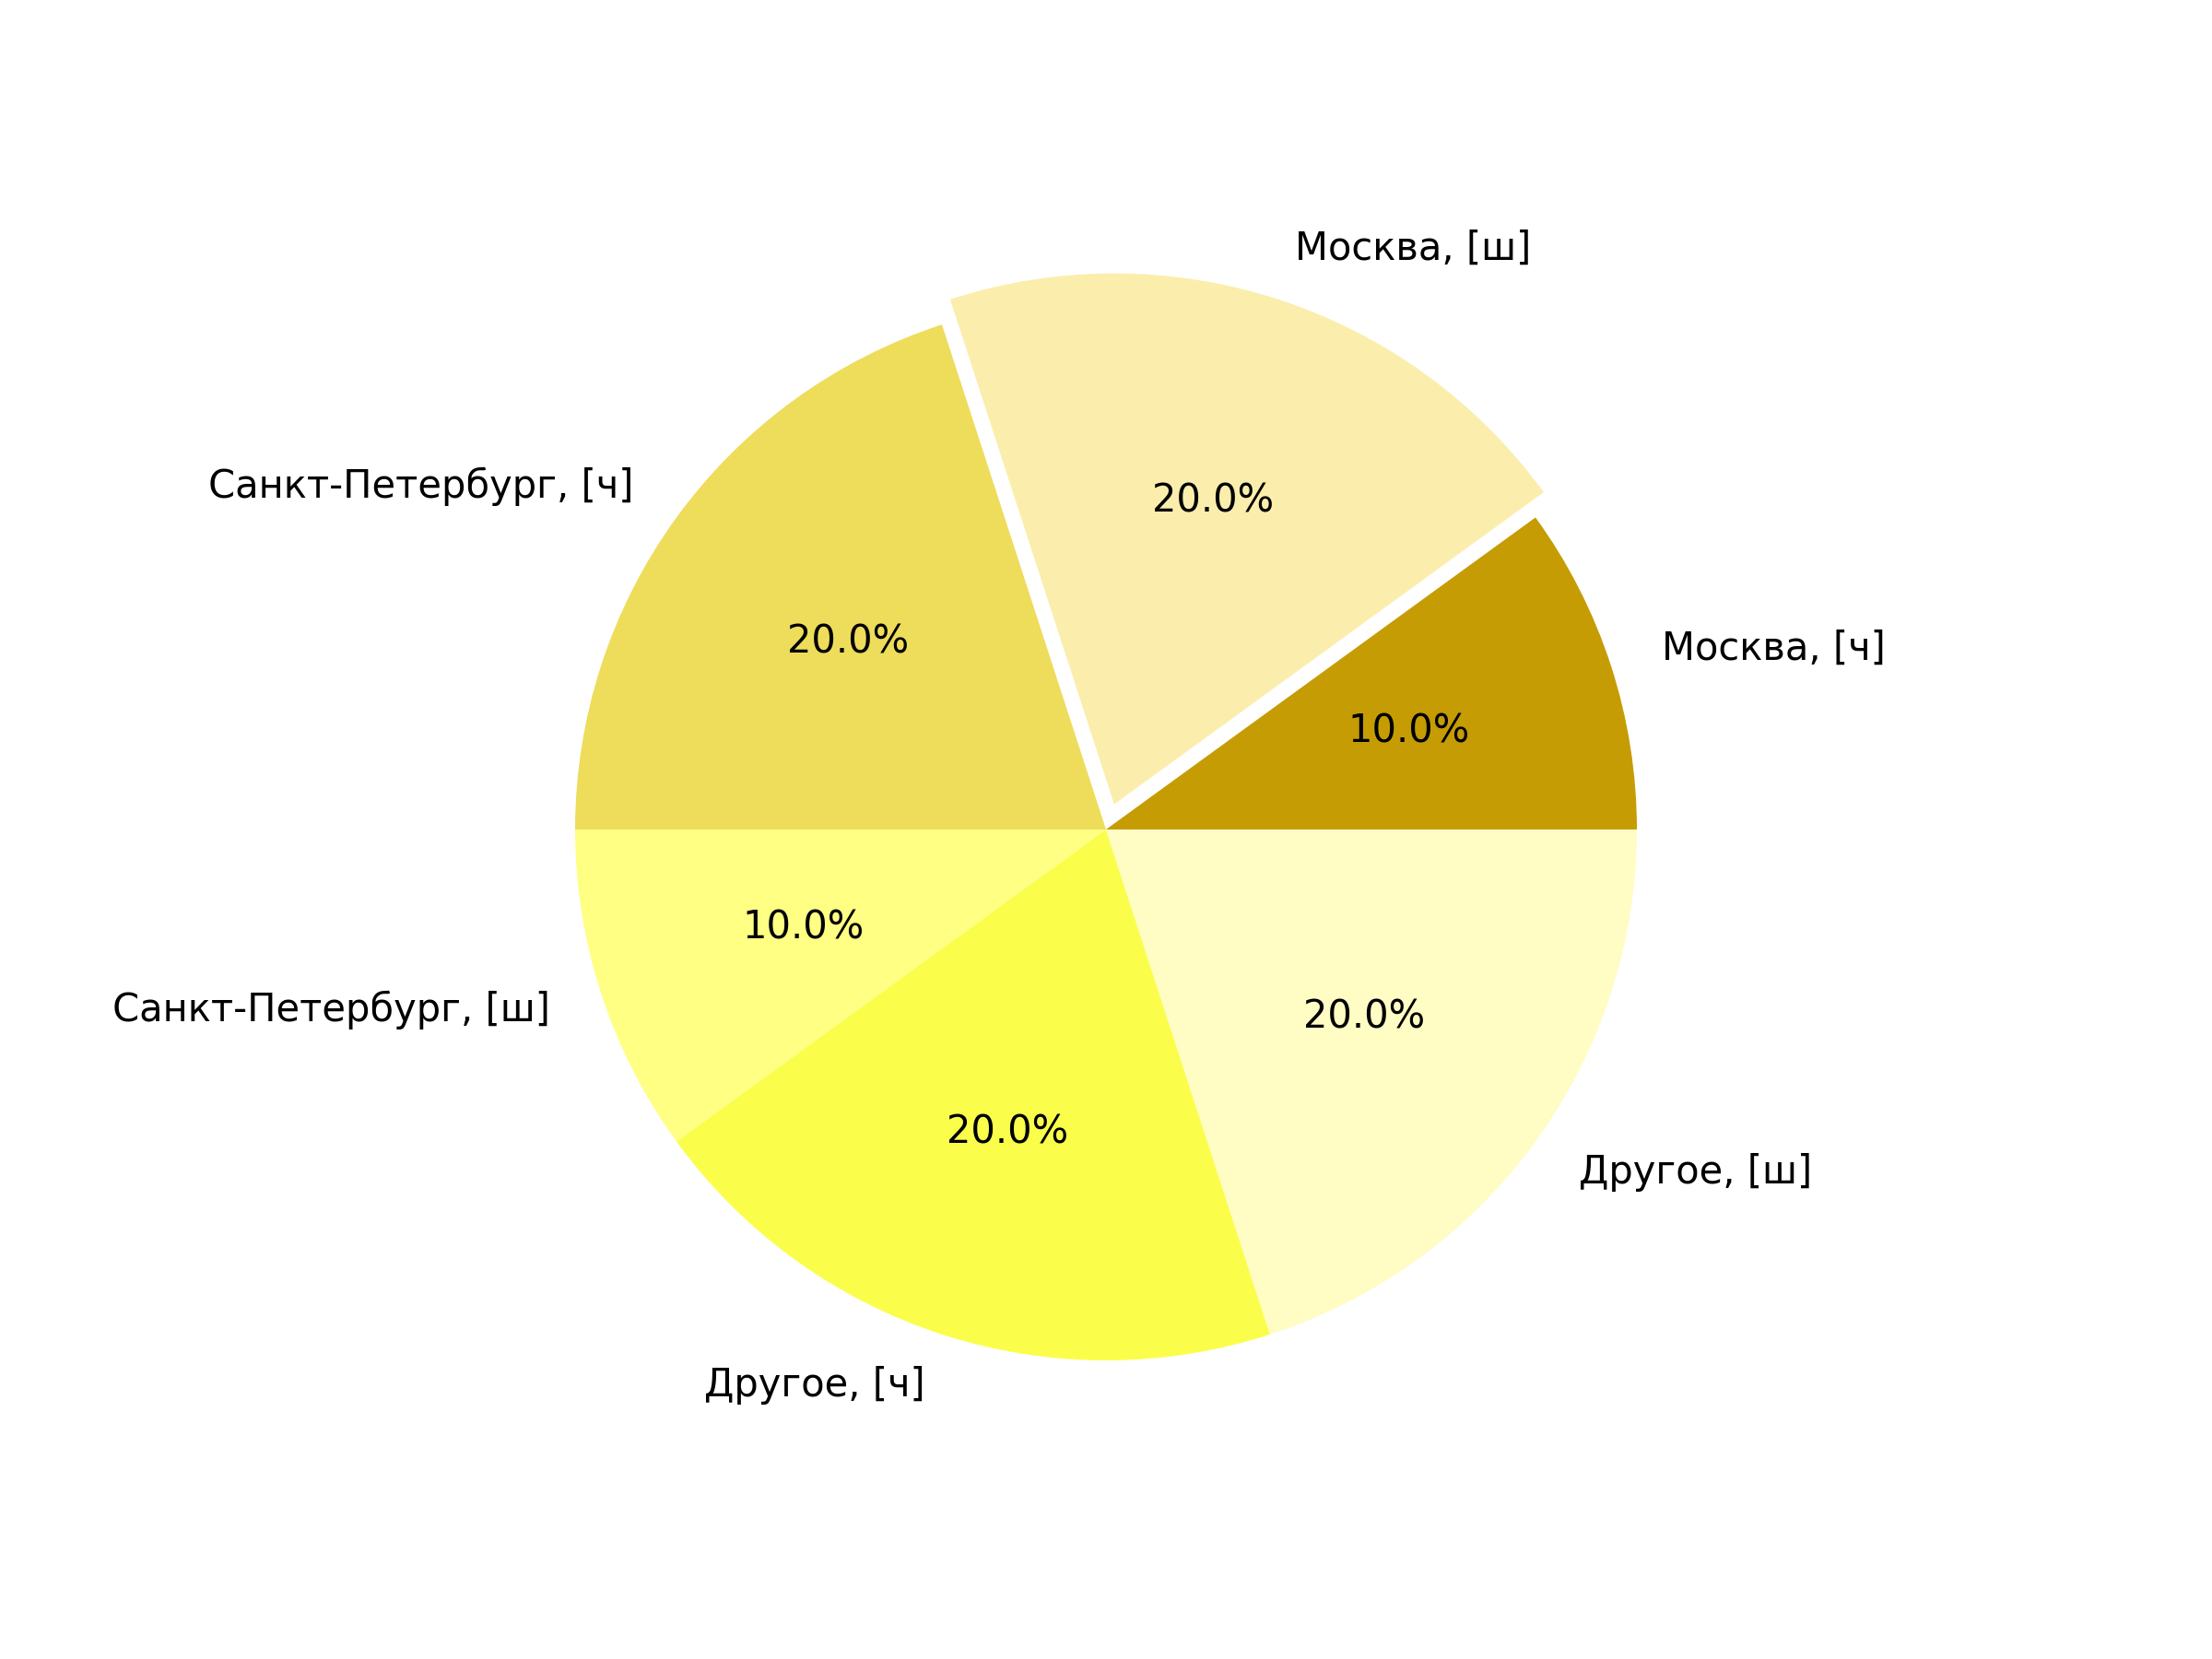 Москва, [ш]
Санкт-Петербург, [ч]
20.0%
20.0%
Москва, [ч]
10.0%
10.0%
Санкт-Петербург, [ш]
20.0%
20.0%
Другое, [ш]
Другое, [ч]